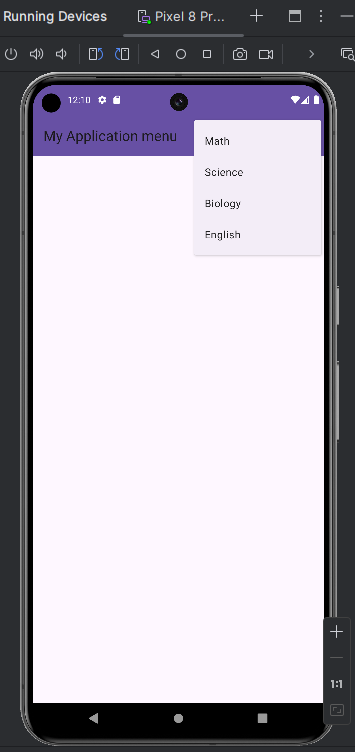 Running Devices
Pixel 8 Pr...
12:10
My Application menu
Math
Science
Biology
English
1:1